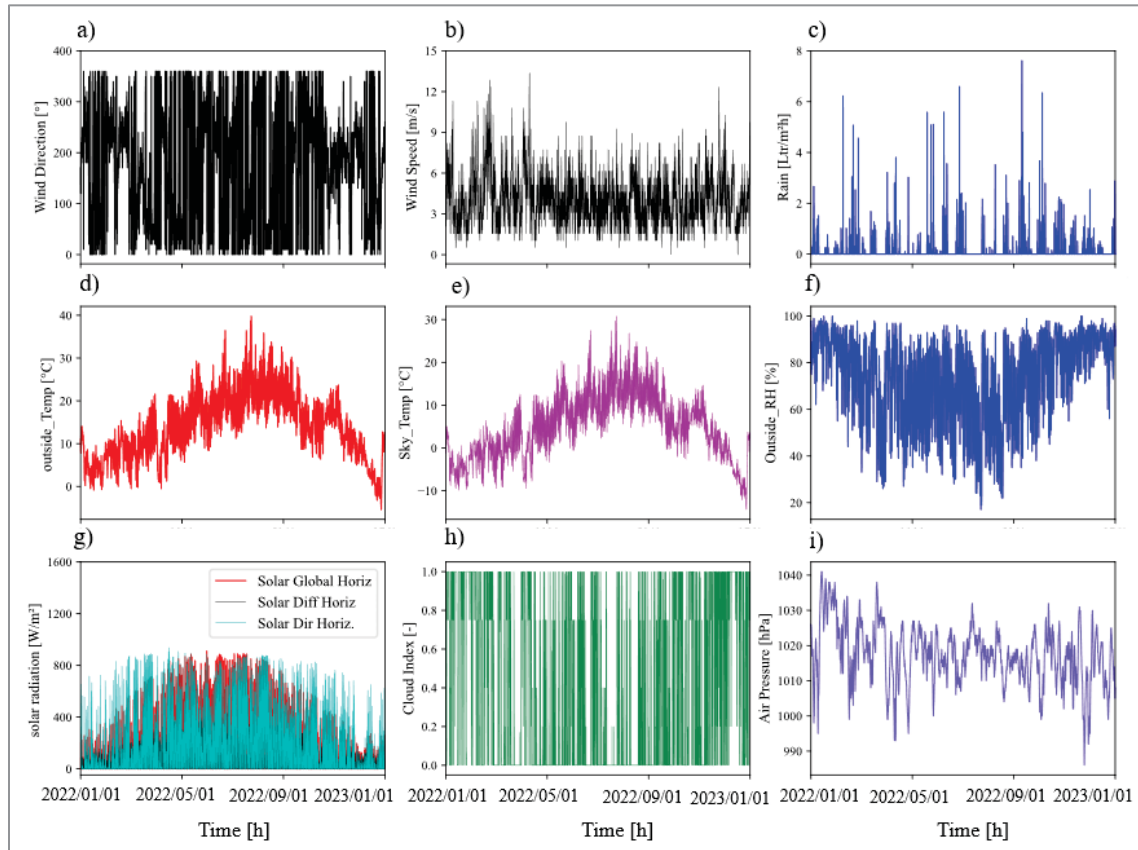 a)
b)
c)
400
300
200
100
0
Wind Direction [°]
15
12
9
6
3
0
Wind Speed [m/s]
8
6
4
2
0
Rain [Ltr/m²h]
d)
e)
f)
40
30
20
10
0
outside_Temp [°C]
30
20
10
0
−10
Sky_Temp [°C]
100
80
60
40
20
Outside_RH [%]
g)
h)
i)
1600
1200
800
400
0
solar radiation [W/m²]
Solar Global Horiz
Solar Diff Horiz
Solar Dir Horiz.
1.0
0.8
0.6
0.4
0.2
0.0
Cloud Index [-]
1040
1030
1020
1010
1000
990
Air Pressure [hPa]
2022/01/01 2022/05/01 2022/09/01 2023/01/01
2022/01/01 2022/05/01 2022/09/01 2023/01/01
2022/01/01 2022/05/01 2022/09/01 2023/01/01
Time [h]
Time [h]
Time [h]